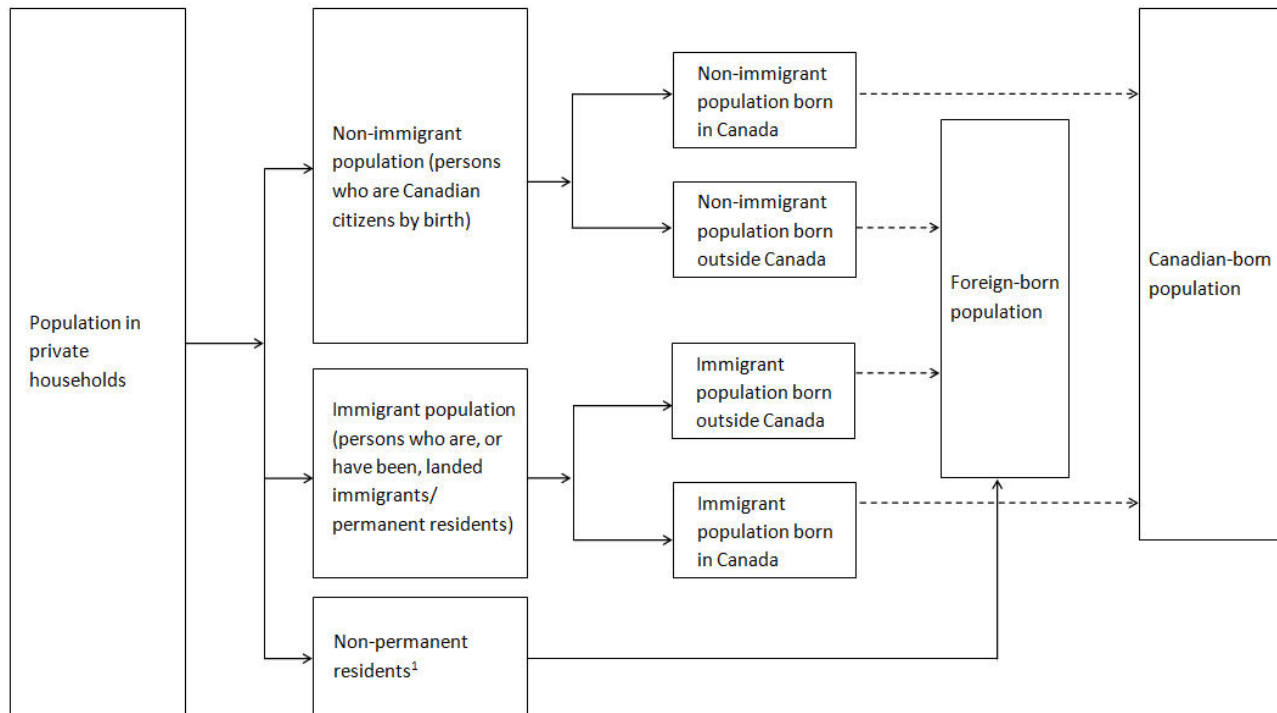 Population in
private
households
Non-immigrant
population (persons
who are Canadian
citizens by birth)
Immigrant population
(persons who are, or
have been, landed
immigrants/
permanent residents)
Non-permanent
residents¹
Non-immigrant
population born
in Canada
Non-immigrant
population born
outside Canada
Immigrant
population born
outside Canada
Immigrant
population born
in Canada
Foreign-born
population
Canadian-born
population